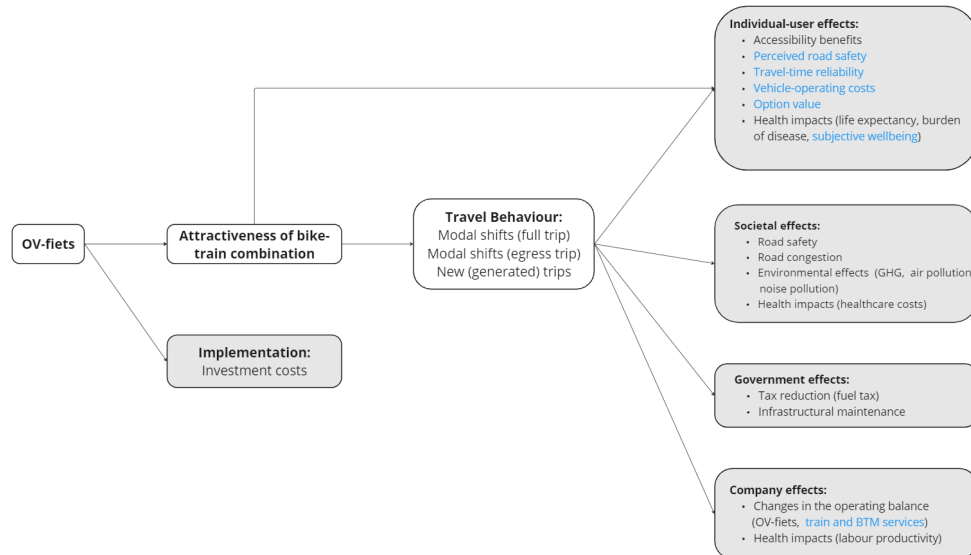 OV-fiets
Attractiveness of bike-
train combination
Implementation:
Investment costs
Travel Behaviour:
Modal shifts (full trip)
Modal shifts (egress trip)
New (generated) trips
Individual-user effects:
• Accessibility benefits
• Perceived road safety
• Travel-time reliability
• Vehicle-operating costs
• Option value
• Health impacts (life expectancy, burden
of disease, subjective wellbeing)
Societal effects:
• Road safety
• Road congestion
• Environmental effects (GHG, air pollution
noise pollution)
• Health impacts (healthcare costs)
Government effects:
• Tax reduction (fuel tax)
• Infrastructural maintenance
Company effects:
• Changes in the operating balance
(OV-fiets, train and BTM services)
• Health impacts (labour productivity)